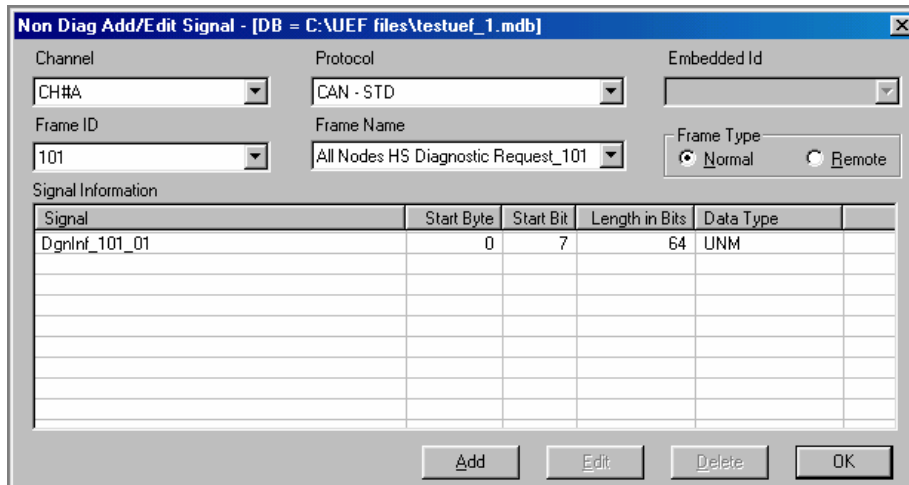 Non Diag Add/Edit Signal - [DB = C:\UEF files\testuef_1.mdb]
Channel Protocol Embedded Id
CH#A CAN - STD
Frame ID Frame Name Frame Type
101 All Nodes HS Diagnostic Request_101 Normal Remote
Signal Information
Signal Start Byte Start Bit Length in Bits Data Type
DgnInf_101_01 0 7 64 UNM
Add Edit Delete OK